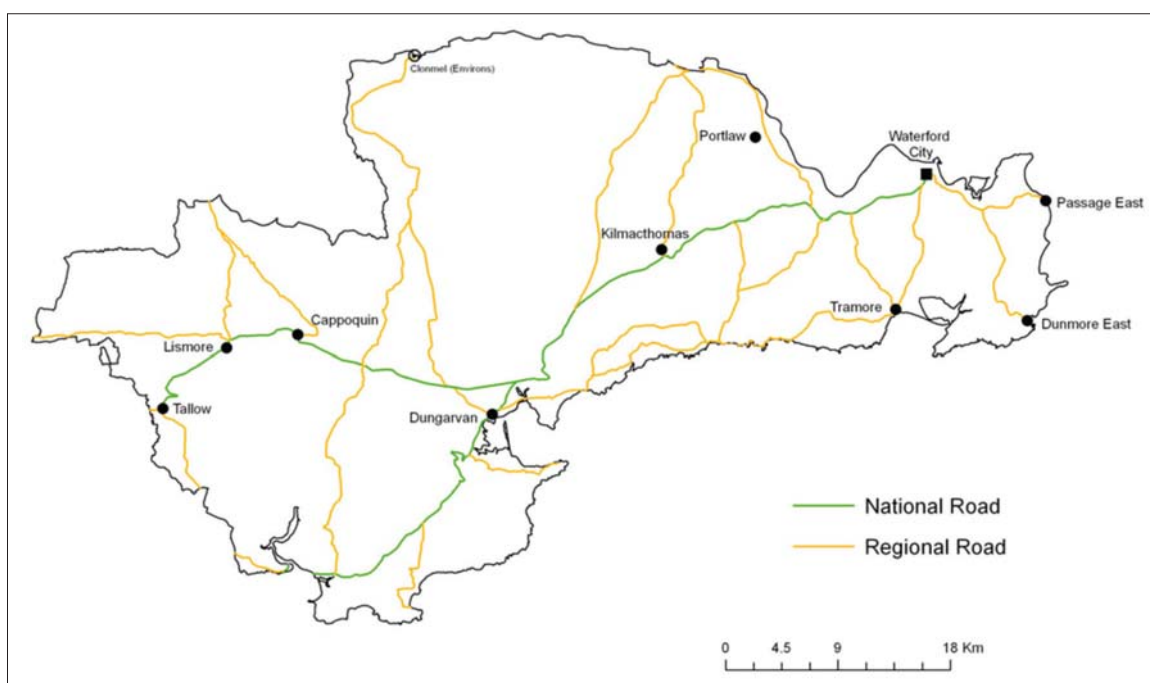 Clonmel (Environs)
Portlaw
Waterford
City
Passage East
Kilmacthomas
Tramore
Dunmore East
Cappoquin
Lismore
Tallow
Dungarvan
National Road
Regional Road
0 4.5 9 18 Km